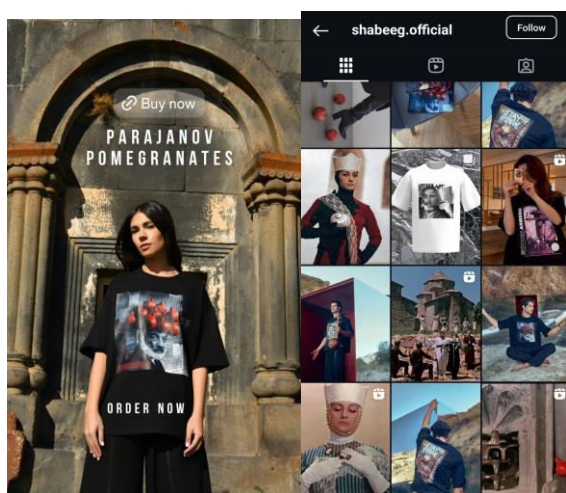 Buy now
PARAJANOV
POMEGRANATES
ORDER NOW
shabeeg.official
Follow